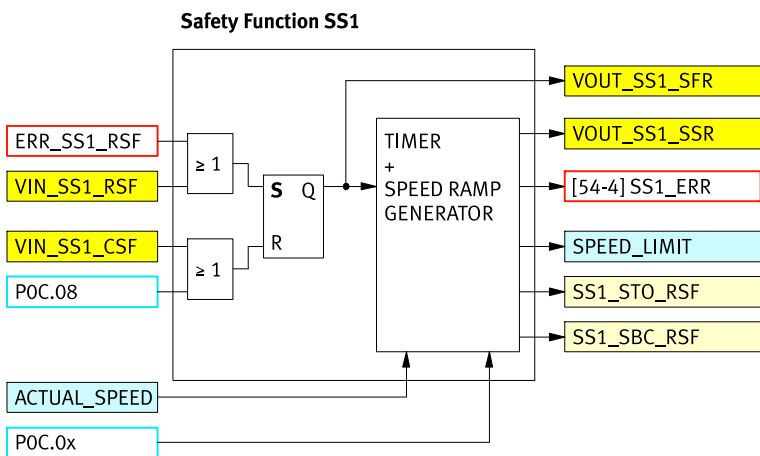 Safety Function SS1
ERR_SS1_RSF
VIN_SS1_RSF
VIN_SS1_CSF
P0C.08
ACTUAL_SPEED
P0C.0x
≥ 1
≥ 1
S Q
R
TIMER
+
SPEED RAMP
GENERATOR
VOUT_SS1_SFR
VOUT_SS1_SSR
[54-4] SS1_ERR
SPEED_LIMIT
SS1_STO_RSF
SS1_SBC_RSF